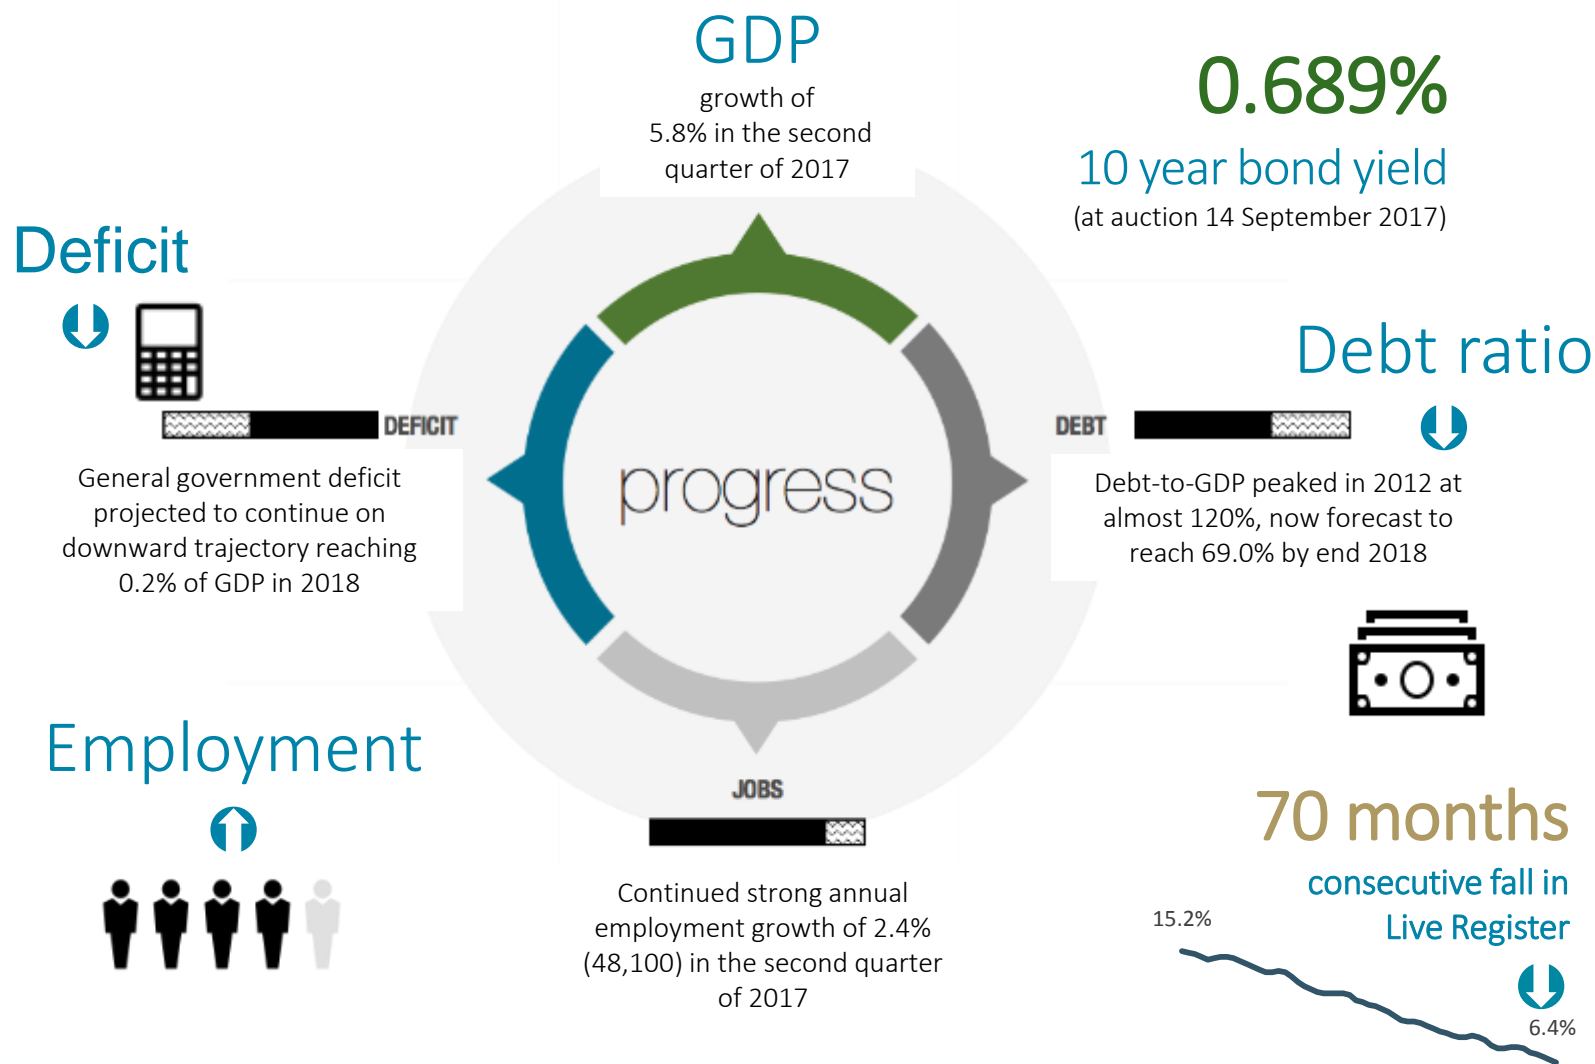 GDP
growth of
5.8% in the second
quarter of 2017
0.689%
10 year bond yield
(at auction 14 September 2017)
Deficit
DEFICIT
General government deficit
projected to continue on
downward trajectory reaching
0.2% of GDP in 2018
progress
Debt ratio
DEBT
Debt-to-GDP peaked in 2012 at
almost 120%, now forecast to
reach 69.0% by end 2018
Employment
JOBS
Continued strong annual
employment growth of 2.4%
(48,100) in the second quarter
of 2017
70 months
consecutive fall in
Live Register
15.2%
6.4%